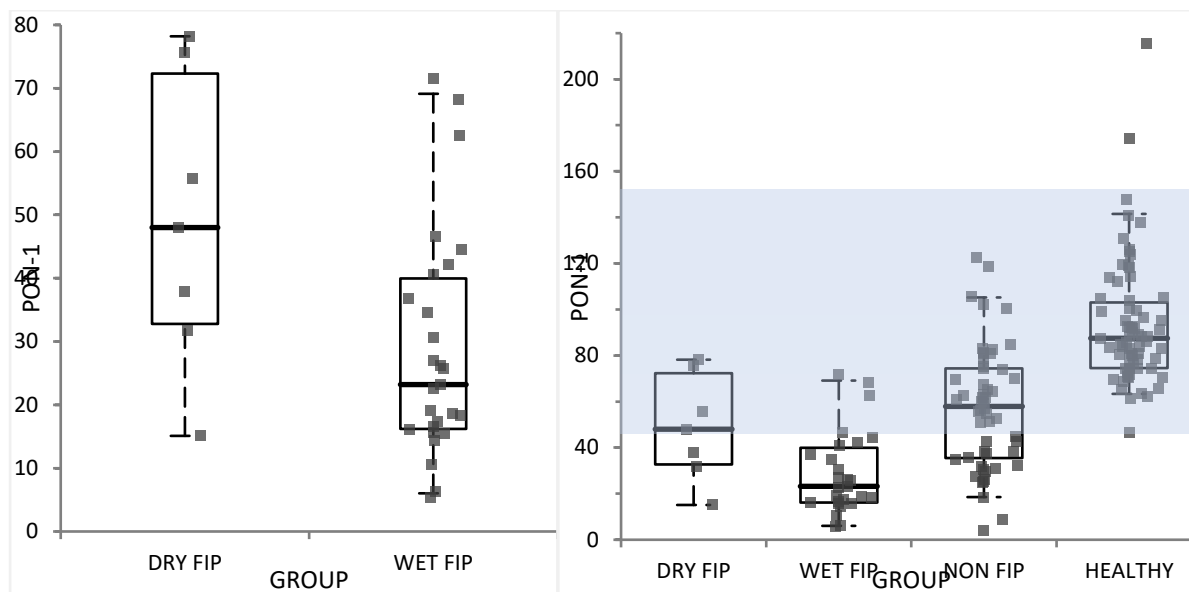 80
70
60
50
40
30
20
10
0
PON-1
DRY FIP
WET FIP
GROUP
200
160
120
80
40
0
PON-1
DRY FIP
WET FIP
NON FIP
HEALTHY
GROUP